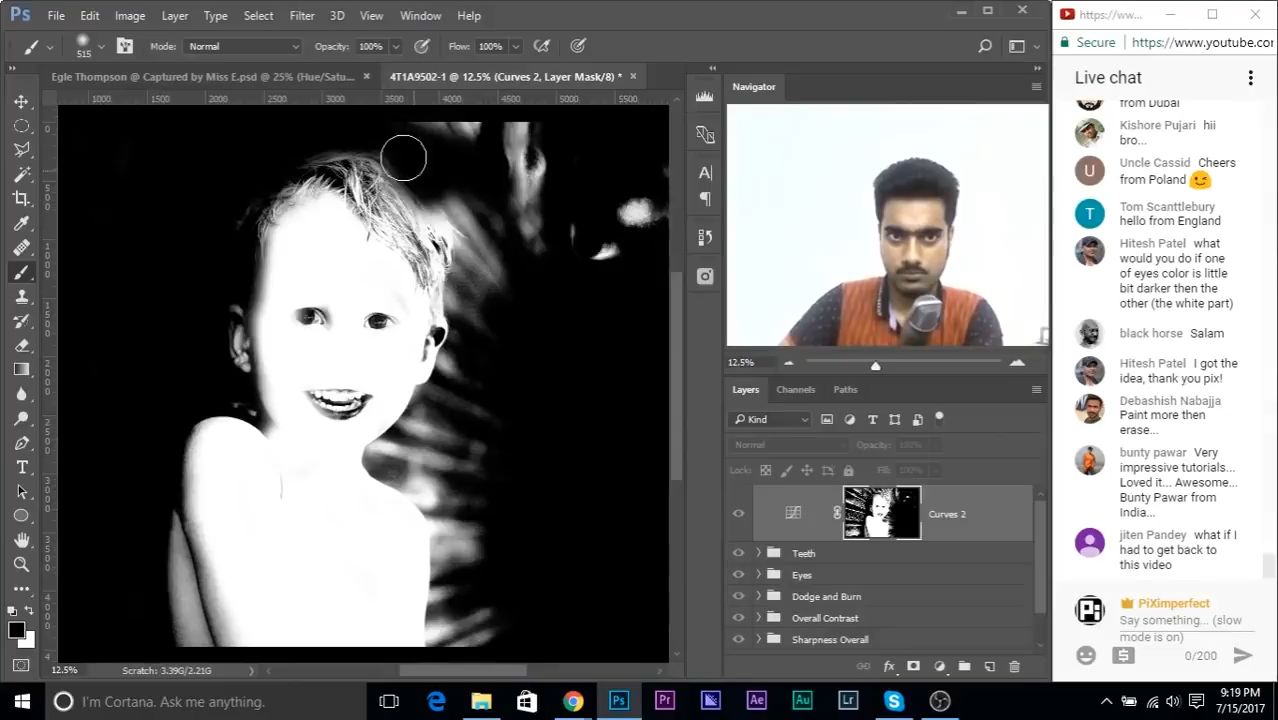 Ps File Edit Image Layer Type Select Filter 3D View Window Help
515 Mode: Normal Opacity: 100% Flow: 100%
Egle Thompson @ Captured by Miss E.psd @ 25% (Hue/Satu... ×
4T1A9502-1 @ 12.5% (Curves 2, Layer Mask/8) * ×
1000 1500 2000 2500 3000 3500 4000 4500 5000 5500
12.5% Scratch: 3.39G/2.21G
Navigator
12.5%
Layers Channels Paths
Kind
Normal Opacity: 100%
Lock: Fill: 100%
Curves 2
Teeth
Eyes
Dodge and Burn
Overall Contrast
Sharpness Overall
https://ww...
Secure https://www.youtube.cor
Live chat
from Dubai
Kishore Pujari hii
bro...
Uncle Cassid Cheers
from Poland 😉
T Tom Scanttlebury
hello from England
Hitesh Patel what
would you do if one
of eyes color is little
bit darker then the
other (the white part)
black horse Salam
Hitesh Patel I got the
idea, thank you pix!
Debashish Nabajja
Paint more then
erase...
bunty pawar Very
impressive tutorials...
Loved it... Awesome...
Bunty Pawar from
India...
jiten Pandey what if I
had to get back to
this video
PiXimperfect
Say something... (slow
mode is on)
0/200
I'm Cortana. Ask me anything.
Ps Pr Ae Au Lr
9:19 PM
7/15/2017